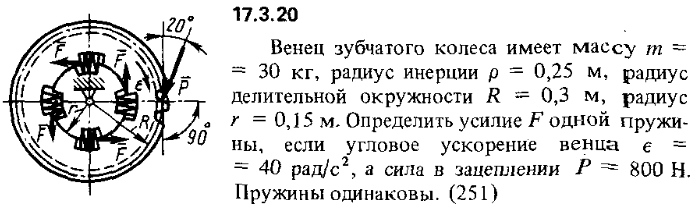 17.3.20
Венец зубчатого колеса имеет массу m =
= 30 кг, радиус инерции ρ = 0,25 м, радиус
делительной окружности R = 0,3 м, радиус
r = 0,15 м. Определить усилие F одной пружи-
ны, если угловое ускорение венца ϵ =
= 40 рад/с², а сила в зацеплении P = 800 Н.
Пружины одинаковы. (251)
20°
F
F
ϵ
P
r
R
F
F
90°